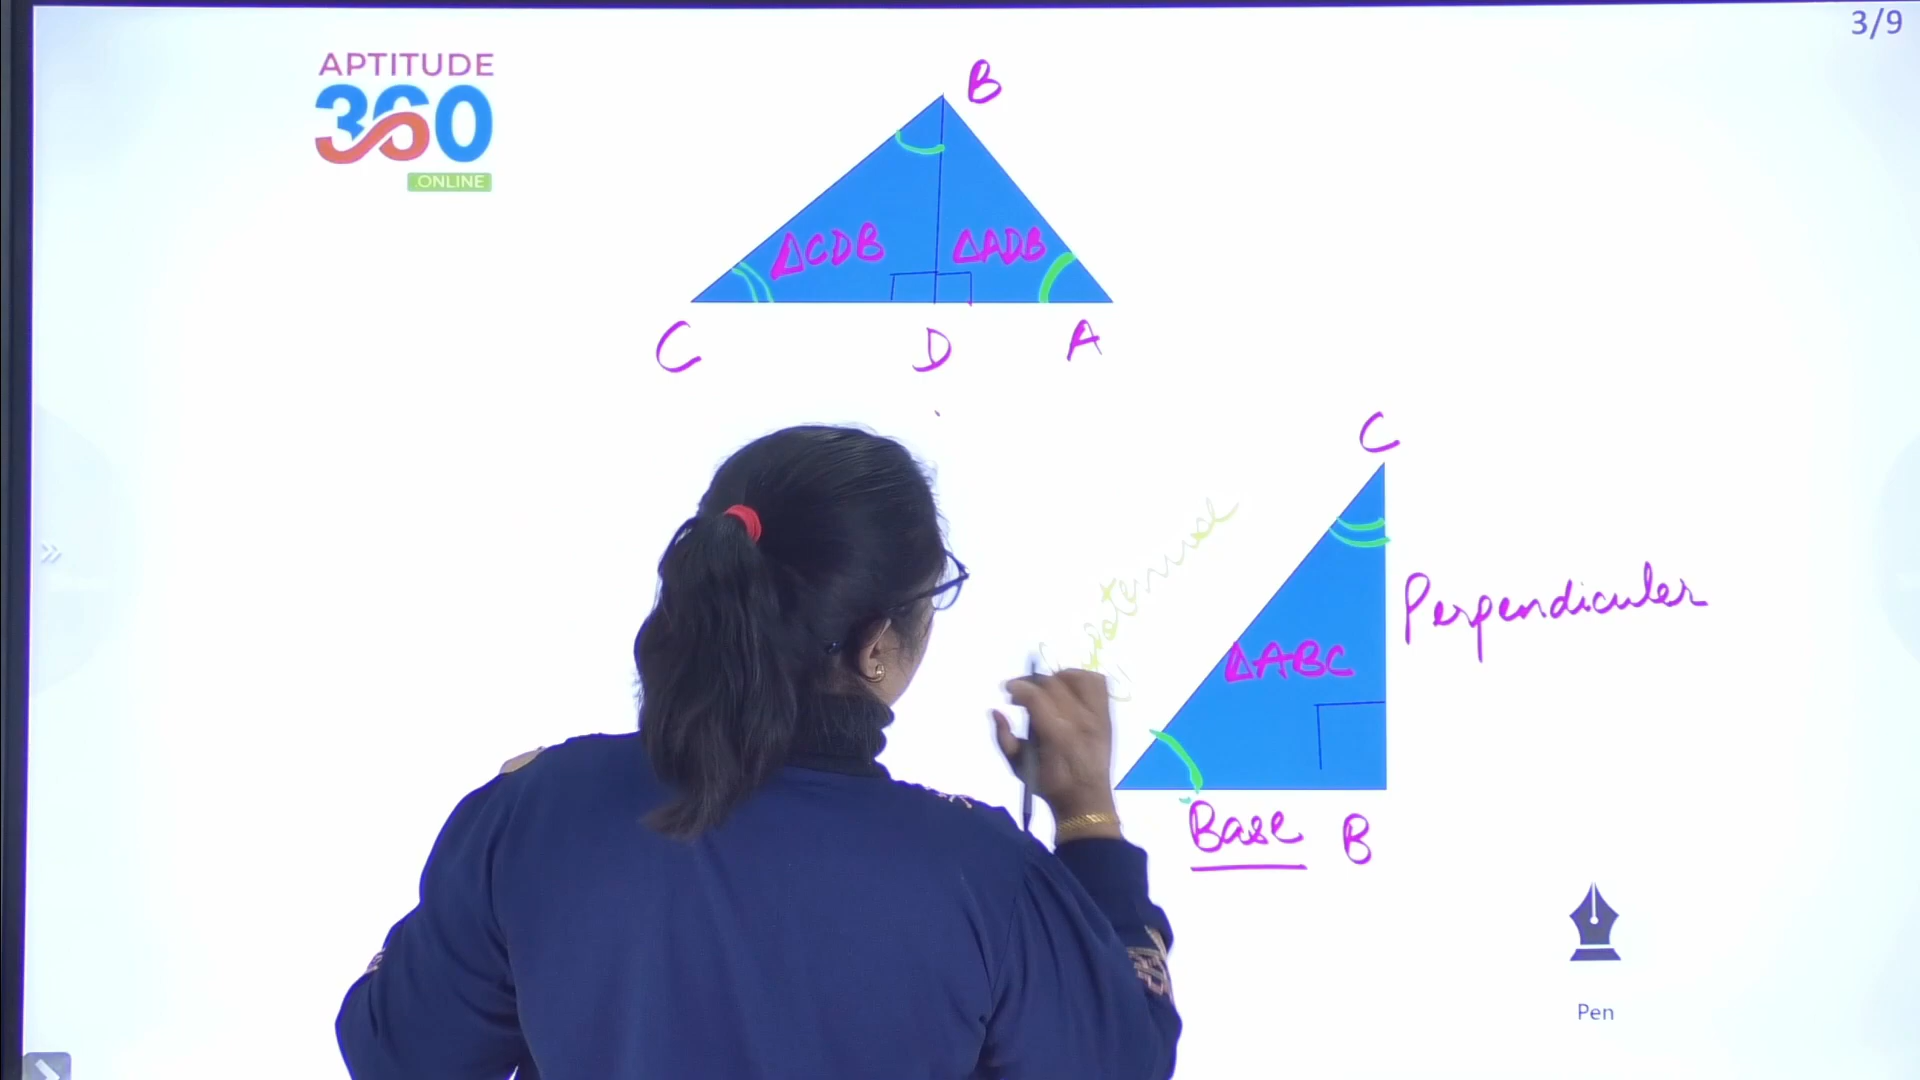 3/9
APTITUDE
360
.ONLINE
B
ΔCDB
ΔADB
C
D
A
C
Perpendicular
ΔABC
Base
B
Pen